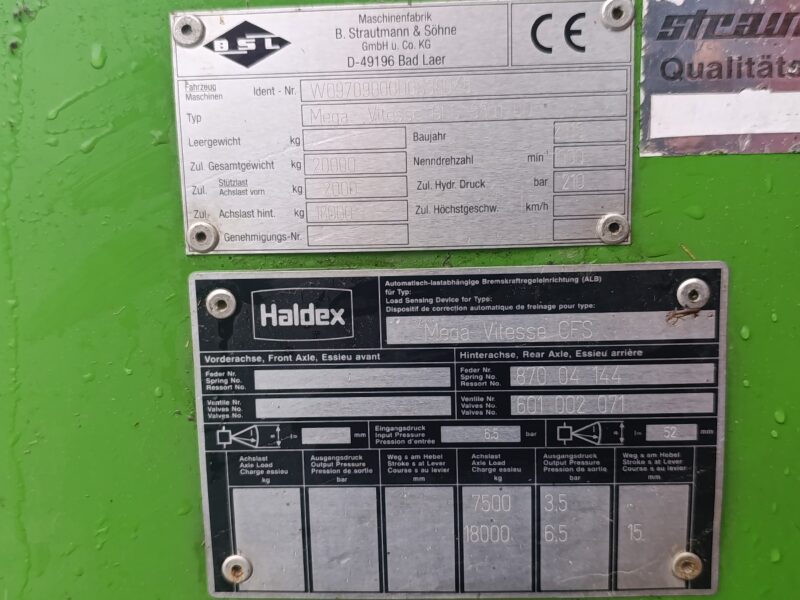 BSL
Maschinenfabrik
B. Strautmann & Söhne
GmbH u. Co. KG
D-49196 Bad Laer
CE
Fahrzeug
Maschinen
Ident - Nr.
Typ Mega Vitesse
Leergewicht kg
Baujahr
Zul. Gesamtgewicht kg 20000
Nenndrehzahl min-1
Zul. Stützlast
Achslast vorn kg 2000
Zul. Hydr. Druck bar 210
Zul. Achslast hint. kg 18000
Zul. Höchstgeschw. km/h
Genehmigungs-Nr.
Qualitäts
Haldex
Automatisch-lastabhängige Bremskraftregeleinrichtung (ALB)
für Typ:
Load Sensing Device for Type:
Dispositif de correction automatique de freinage pour type:
Mega Vitesse CFS
Vorderachse, Front Axle, Essieu avant
Hinterachse, Rear Axle, Essieu arrière
Feder Nr.
Spring No.
Ressort No.
Feder Nr.
Spring No.
Ressort No.
870 04 144
Ventile Nr.
Valves No.
Valves No.
Ventile Nr.
Valves No.
Valves No.
601 002 071
l= mm
Eingangsdruck
Input Pressure
Pression d'entrée
6.5 bar
l= 52 mm
Achslast
Axle Load
Charge essieu
kg
Ausgangsdruck
Output Pressure
Pression de sortie
bar
Weg s am Hebel
Stroke s at Lever
Course s au levier
mm
Achslast
Axle Load
Charge essieu
kg
Ausgangsdruck
Output Pressure
Pression de sortie
bar
Weg s am Hebel
Stroke s at Lever
Course s au levier
mm
7500 3.5
18000 6.5 15